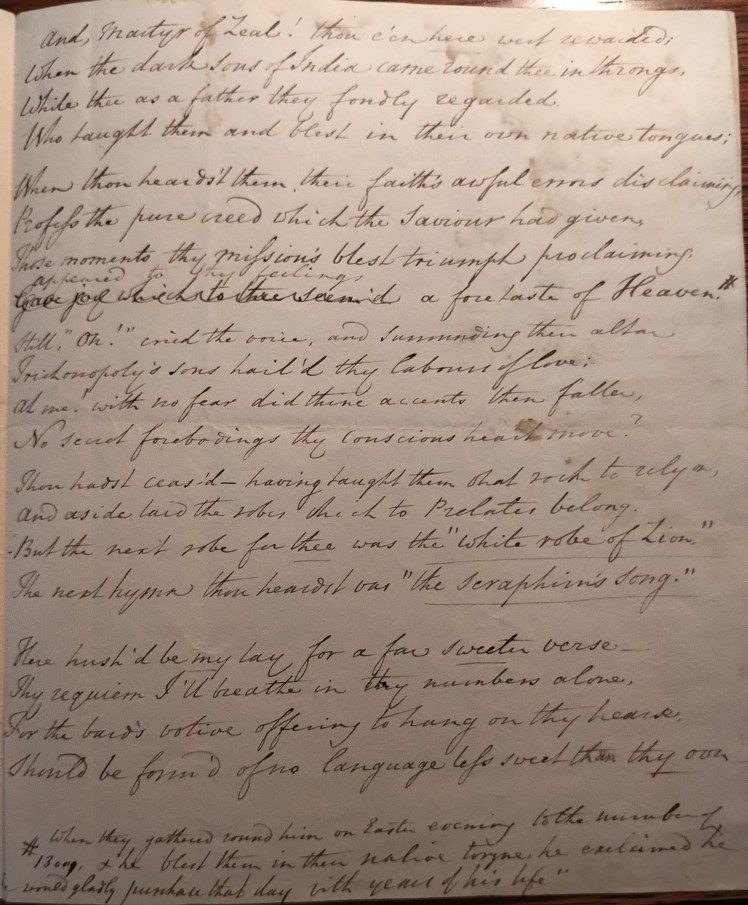 And, Martyr of Zeal! thou e'en here wert rewarded;
When the dark sons of India came round thee in throngs,
While thee as a father they fondly regarded
Who taught them and blest in their own native tongues;
When thou heards't them, their faith's awful errors disclaiming,
Profess the pure creed which the Saviour had given,
Those moments thy mission's blest triumph proclaiming.
appeared to thy feelings
Gave joy which to thee seem'd a foretaste of Heaven. #
Still, "On!" cried the voice, and surrounding their altar
Trichonopoly's sons hail'd thy labours of love;
Ah me! with no fear did thine accents then falter,
No secret forebodings thy conscious heart move?
Thou hadst ceas'd — having taught them what rock to rely on,
and aside laid the robes which to Prelates belong.
But the next robe for thee was the "white robe of Zion."
The next hymn thou heardst was "the Seraphim's Song."
Here hush'd be my lay for a far sweeter verse —
Thy requiem I'll breathe in thy numbers alone,
For the bard's votive offering to hang on thy hearse,
Should be form'd of no language less sweet than thy own —
# When they gathered round him on Easter evening to the number of
1300, & he blest them in their native tongue, he exclaimed he
would gladly purchase that day with years of his life"